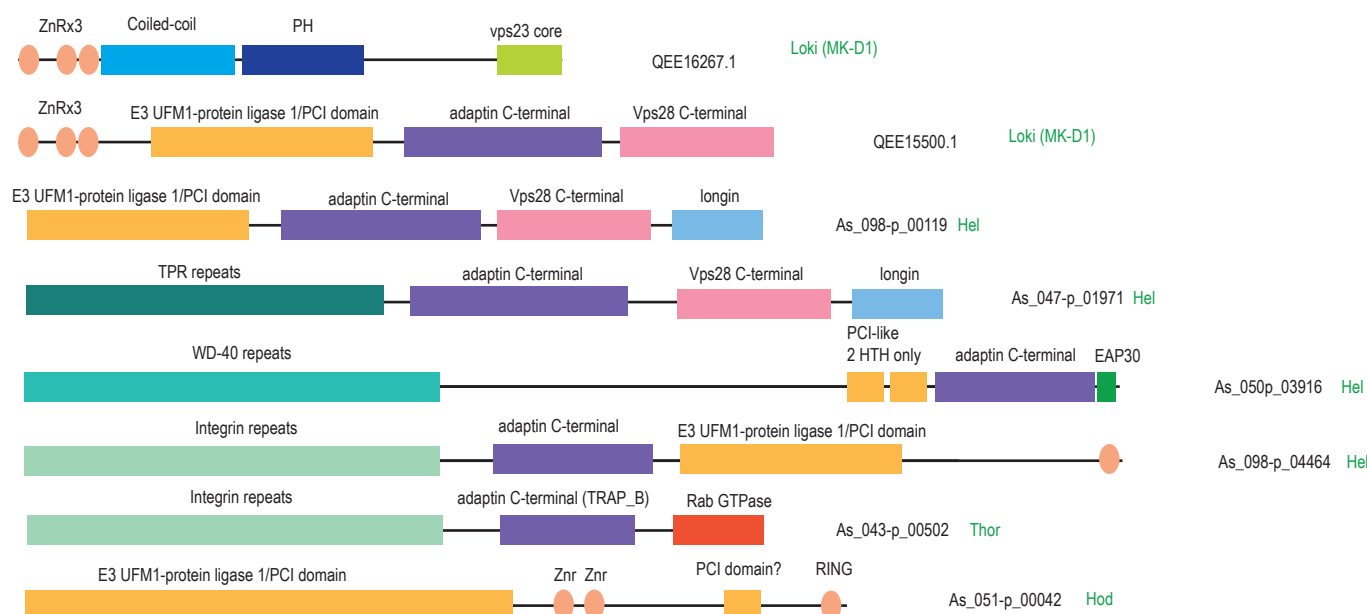 ZnRx3 Coiled-coil PH vps23 core
QEE16267.1 Loki (MK-D1)
ZnRx3 E3 UFM1-protein ligase 1/PCI domain adaptin C-terminal Vps28 C-terminal
QEE15500.1 Loki (MK-D1)
E3 UFM1-protein ligase 1/PCI domain adaptin C-terminal Vps28 C-terminal longin
As_098-p_00119 Hel
TPR repeats adaptin C-terminal Vps28 C-terminal longin
As_047-p_01971 Hel
PCI-like
WD-40 repeats 2 HTH only adaptin C-terminal EAP30
As_050p_03916 Hel
Integrin repeats adaptin C-terminal E3 UFM1-protein ligase 1/PCI domain
As_098-p_04464 Hel
Integrin repeats adaptin C-terminal (TRAP_B) Rab GTPase
As_043-p_00502 Thor
E3 UFM1-protein ligase 1/PCI domain Znr Znr PCI domain? RING
As_051-p_00042 Hod